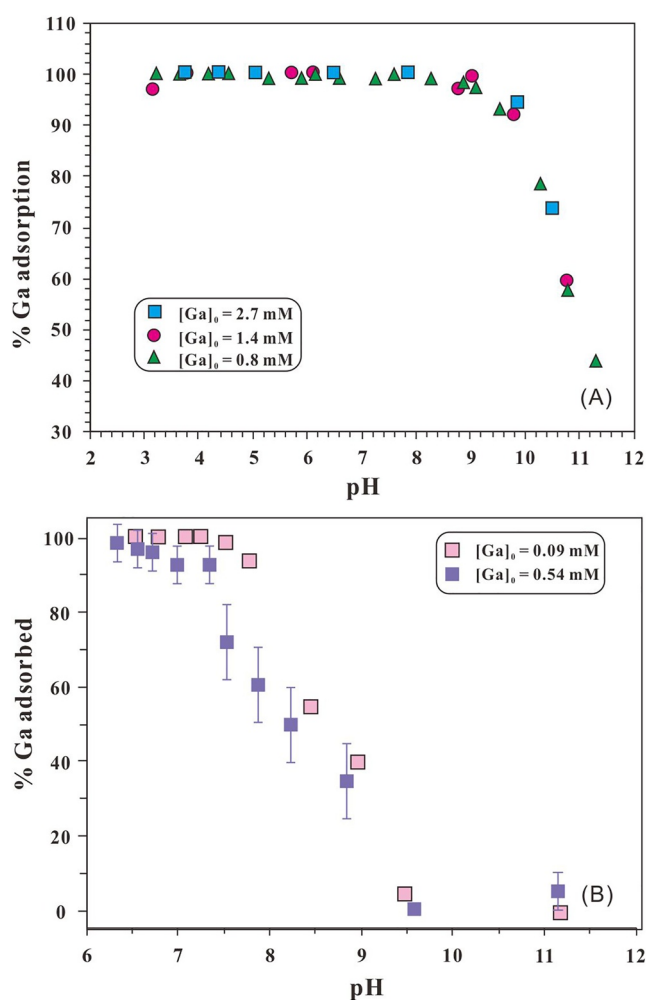 110
100
90
80
70
60
50
40
30
% Ga adsorption
[Ga]₀ = 2.7 mM
[Ga]₀ = 1.4 mM
[Ga]₀ = 0.8 mM
(A)
2 3 4 5 6 7 8 9 10 11 12
pH
100
80
60
40
20
0
% Ga adsorbed
[Ga]₀ = 0.09 mM
[Ga]₀ = 0.54 mM
(B)
6 7 8 9 10 11 12
pH